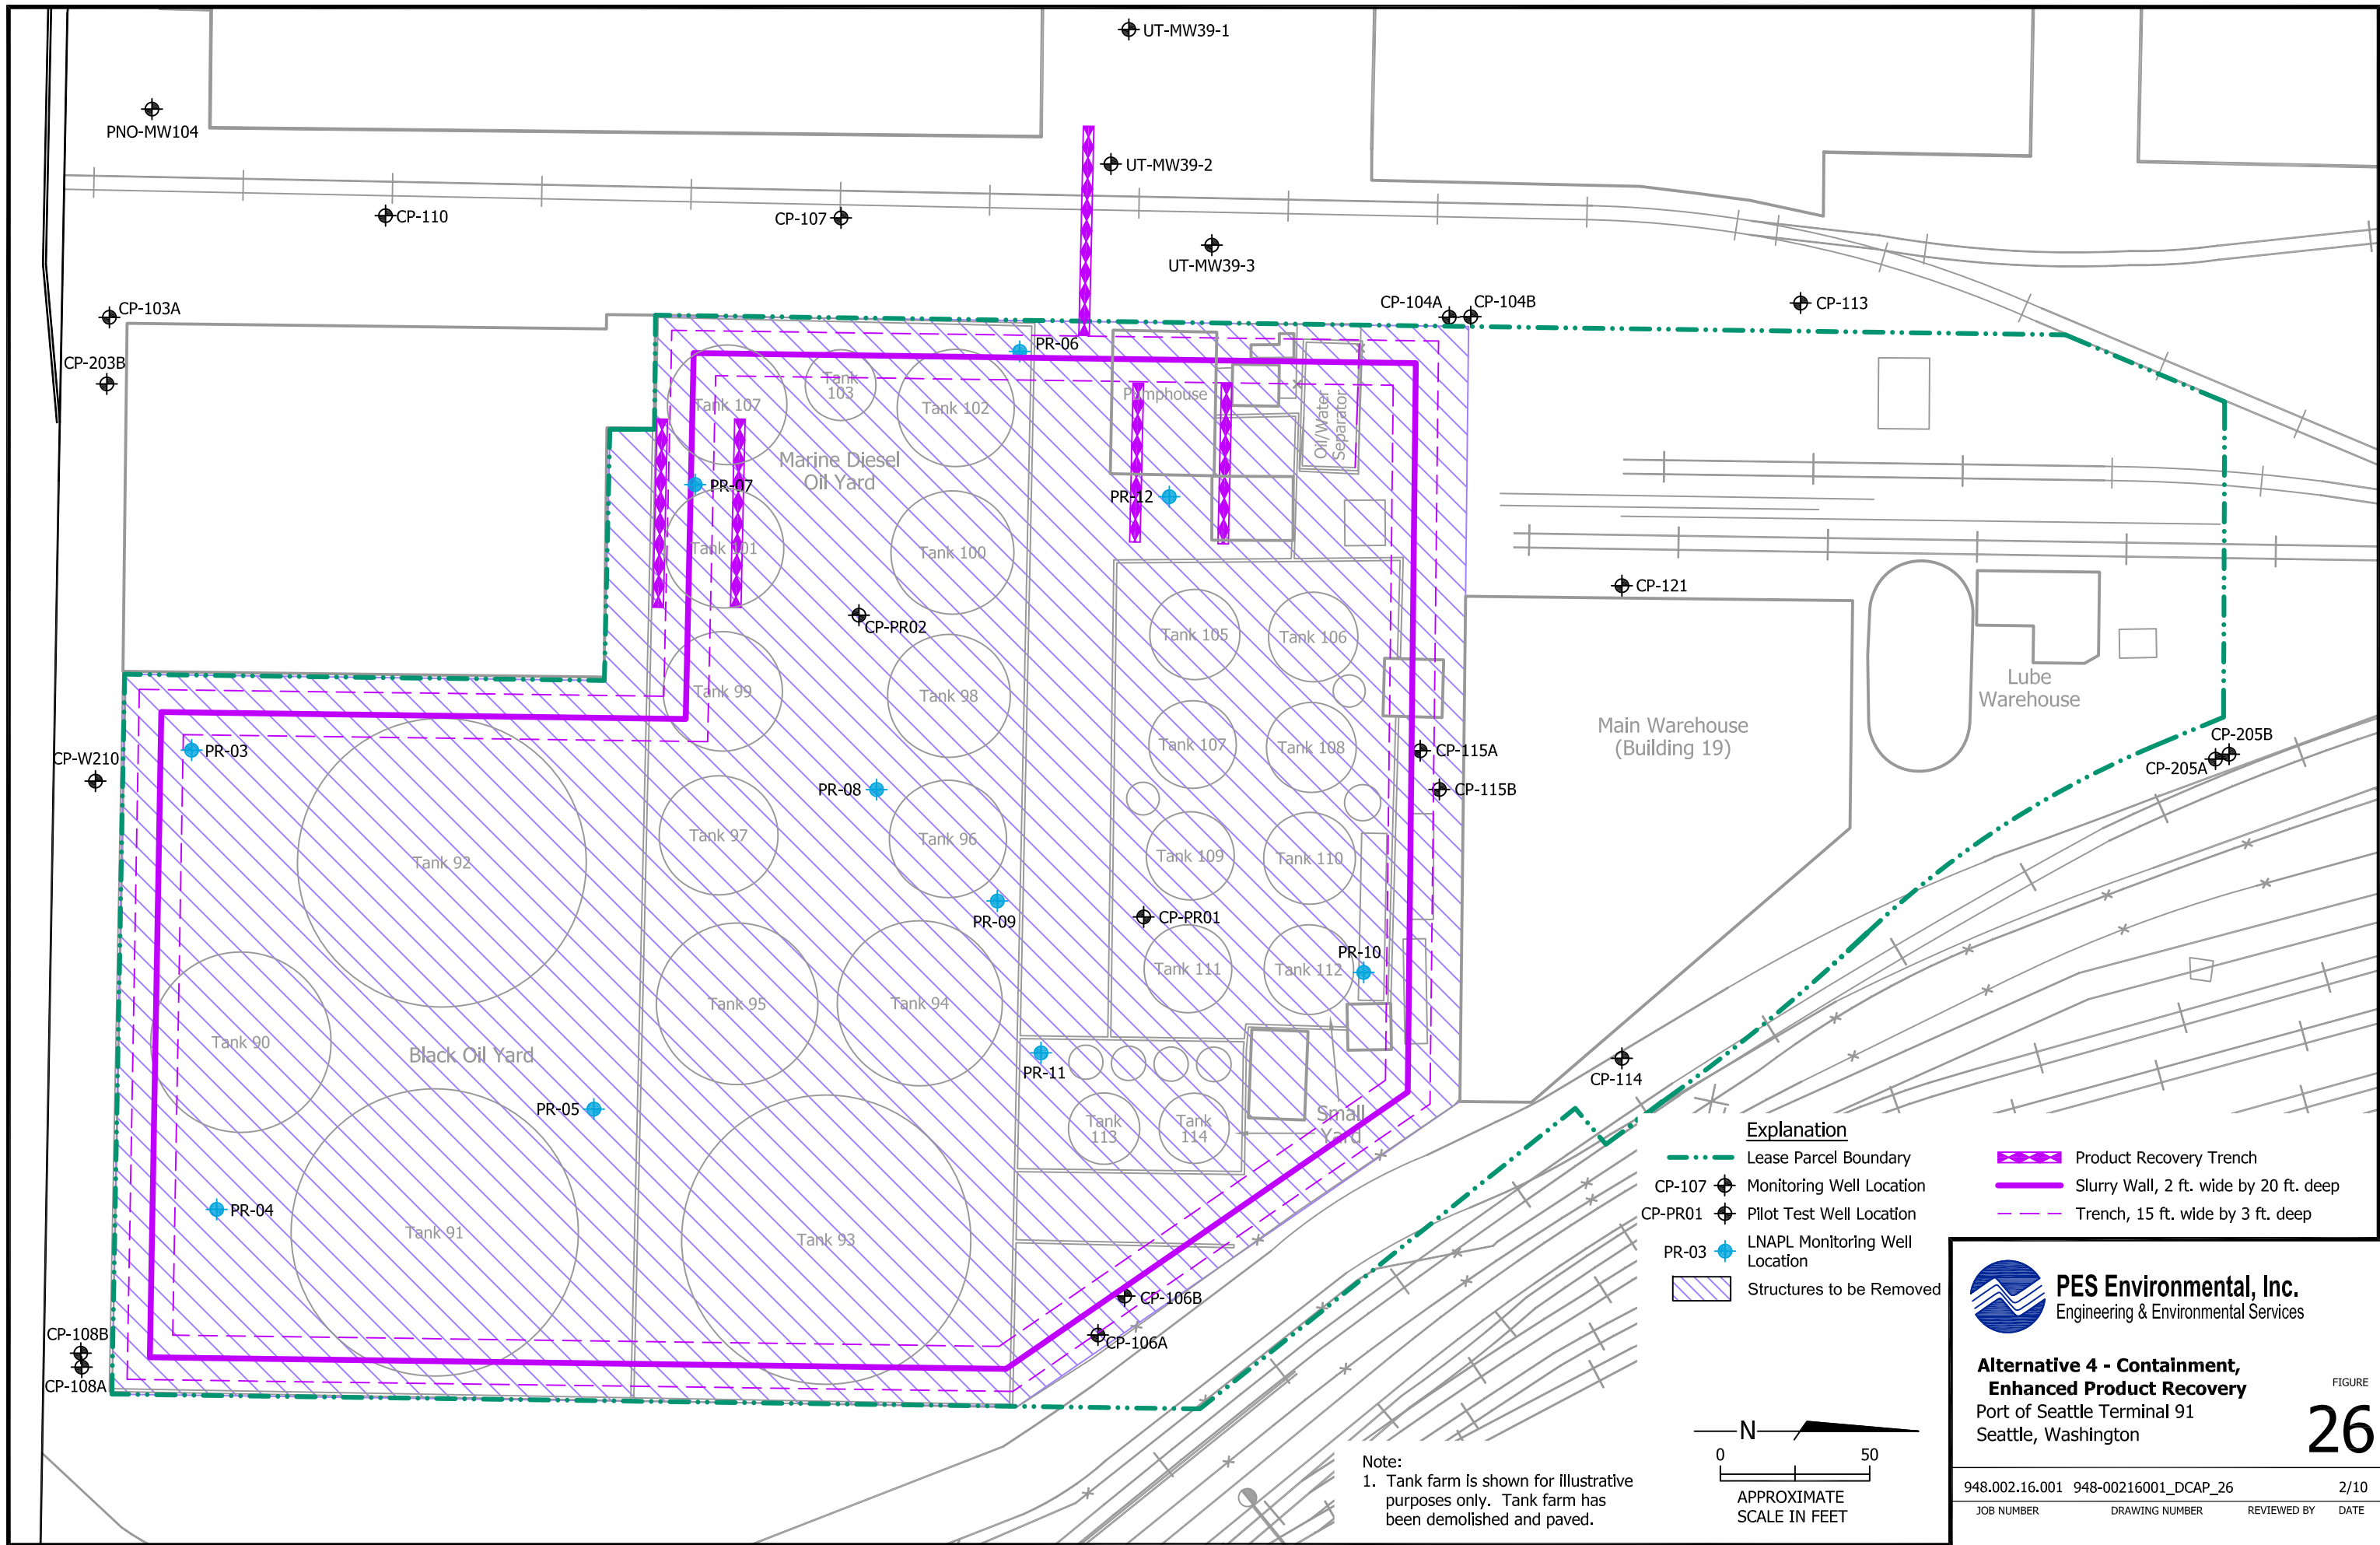 UT-MW39-1
PNO-MW104
UT-MW39-2
CP-110
CP-107
UT-MW39-3
CP-103A
CP-104A
CP-104B
CP-113
CP-203B
PR-06
Tank 107
Tank
103
Tank 102
Pumphouse
Oil/Water
Separator
Marine Diesel
Oil Yard
PR-07
PR-12
Tank 101
Tank 100
CP-121
CP-PR02
Tank 105
Tank 106
Tank 99
Tank 98
Lube
Warehouse
Main Warehouse
(Building 19)
PR-03
CP-W210
Tank 107
Tank 108
CP-115A
CP-205B
CP-205A
PR-08
CP-115B
Tank 92
Tank 97
Tank 96
Tank 109
Tank 110
PR-09
CP-PR01
PR-10
Tank 95
Tank 94
Tank 111
Tank 112
Tank 90
Black Oil Yard
PR-11
CP-114
PR-05
Tank
113
Tank
114
Small
Yard
PR-04
Tank 91
Tank 93
CP-106B
CP-106A
CP-108B
CP-108A
Explanation
Lease Parcel Boundary
CP-107 Monitoring Well Location
CP-PR01 Pilot Test Well Location
PR-03 LNAPL Monitoring Well
Location
Structures to be Removed
Product Recovery Trench
Slurry Wall, 2 ft. wide by 20 ft. deep
Trench, 15 ft. wide by 3 ft. deep
Note:
1. Tank farm is shown for illustrative
purposes only. Tank farm has
been demolished and paved.
N
0 50
APPROXIMATE
SCALE IN FEET
PES Environmental, Inc.
Engineering & Environmental Services
Alternative 4 - Containment,
Enhanced Product Recovery
Port of Seattle Terminal 91
Seattle, Washington
FIGURE
26
948.002.16.001 948-00216001_DCAP_26 2/10
JOB NUMBER DRAWING NUMBER REVIEWED BY DATE